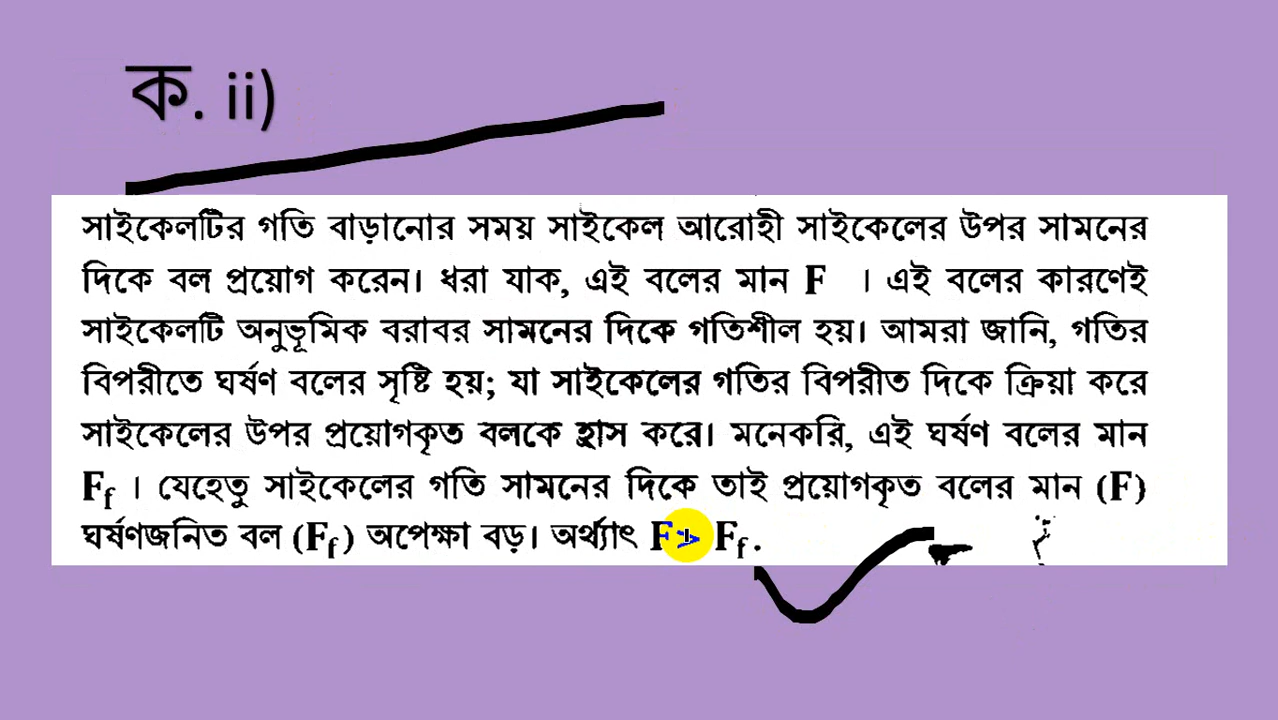 ক. ii)
সাইকেলটির গতি বাড়ানোর সময় সাইকেল আরোহী সাইকেলের উপর সামনের
দিকে বল প্রয়োগ করেন। ধরা যাক, এই বলের মান F । এই বলের কারণেই
সাইকেলটি অনুভূমিক বরাবর সামনের দিকে গতিশীল হয়। আমরা জানি, গতির
বিপরীতে ঘর্ষণ বলের সৃষ্টি হয়; যা সাইকেলের গতির বিপরীত দিকে ক্রিয়া করে
সাইকেলের উপর প্রয়োগকৃত বলকে হ্রাস করে। মনেকরি, এই ঘর্ষণ বলের মান
F_f । যেহেতু সাইকেলের গতি সামনের দিকে তাই প্রয়োগকৃত বলের মান (F)
ঘর্ষণজনিত বল (F_f) অপেক্ষা বড়। অর্থ্যাৎ F > F_f.